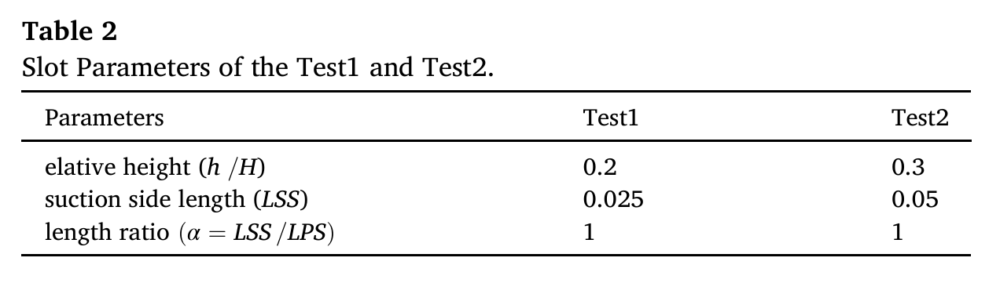 Table 2
Slot Parameters of the Test1 and Test2.
Parameters Test1 Test2
elative height (h /H) 0.2 0.3
suction side length (LSS) 0.025 0.05
length ratio (α = LSS /LPS) 1 1